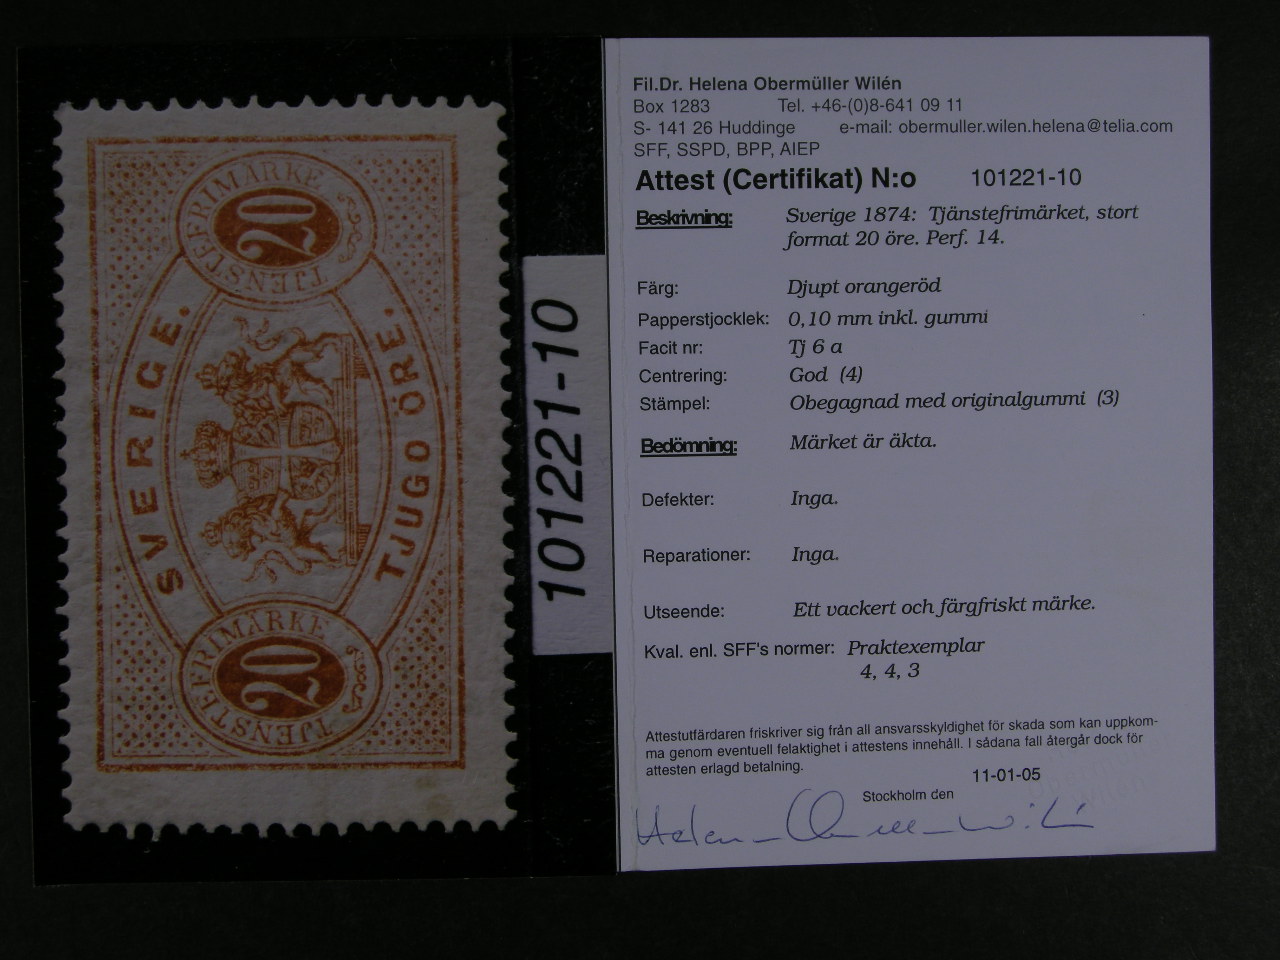 TJENSTEFRIMÄRKE
20
SVERIGE.
TJUGO ÖRE.
TJENSTEFRIMÄRKE
20
101221-10
Fil.Dr. Helena Obermüller Wilén
Box 1283 Tel. +46-(0)8-641 09 11
S- 141 26 Huddinge e-mail: obermuller.wilen.helena@telia.com
SFF, SSPD, BPP, AIEP
Attest (Certifikat) N:o 101221-10
Beskrivning: Sverige 1874: Tjänstefrimärket, stort
format 20 öre. Perf. 14.
Färg: Djupt orangeröd
Papperstjocklek: 0,10 mm inkl. gummi
Facit nr: Tj 6 a
Centrering: God (4)
Stämpel: Obegagnad med originalgummi (3)
Bedömning: Märket är äkta.
Defekter: Inga.
Reparationer: Inga.
Utseende: Ett vackert och färgfriskt märke.
Kval. enl. SFF's normer: Praktexemplar
4, 4, 3
Attestutfärdaren friskriver sig från all ansvarsskyldighet för skada som kan uppkom-
ma genom eventuell felaktighet i attestens innehåll. I sådana fall återgår dock för
attesten erlagd betalning.
Stockholm den 11-01-05